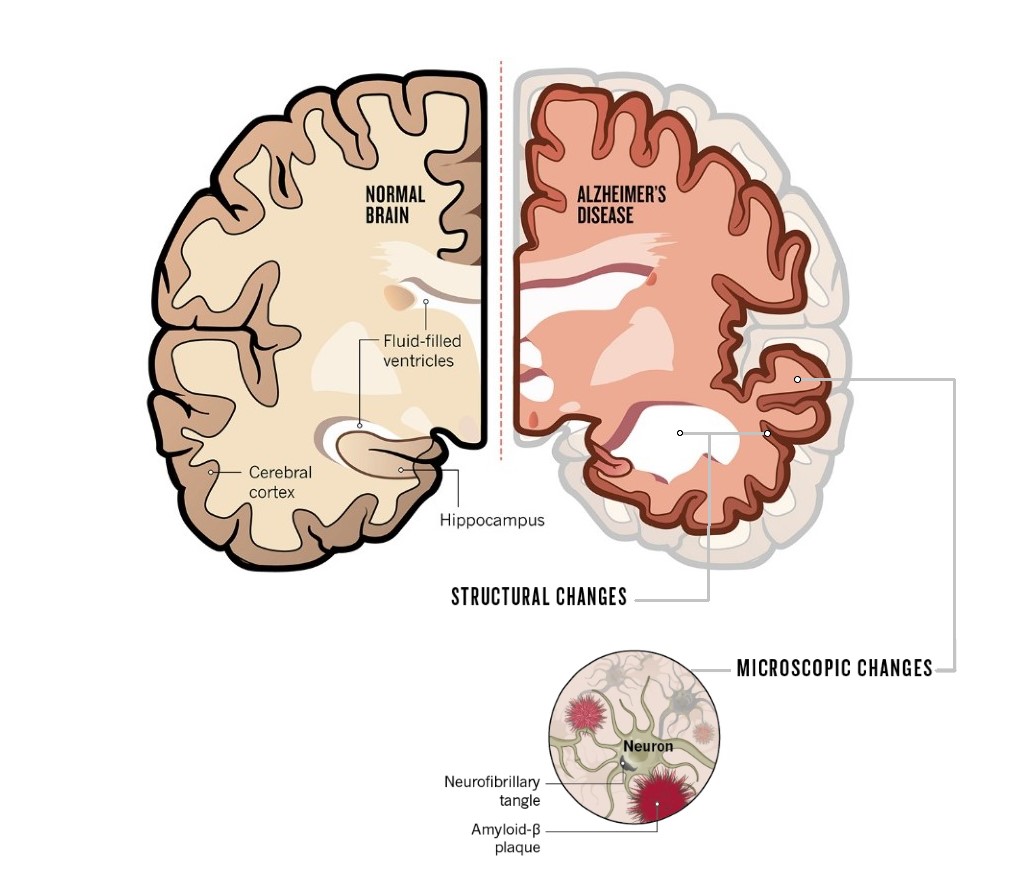 NORMAL
BRAIN
ALZHEIMER'S
DISEASE
Fluid-filled
ventricles
Cerebral
cortex
Hippocampus
STRUCTURAL CHANGES
MICROSCOPIC CHANGES
Neuron
Neurofibrillary
tangle
Amyloid-β
plaque